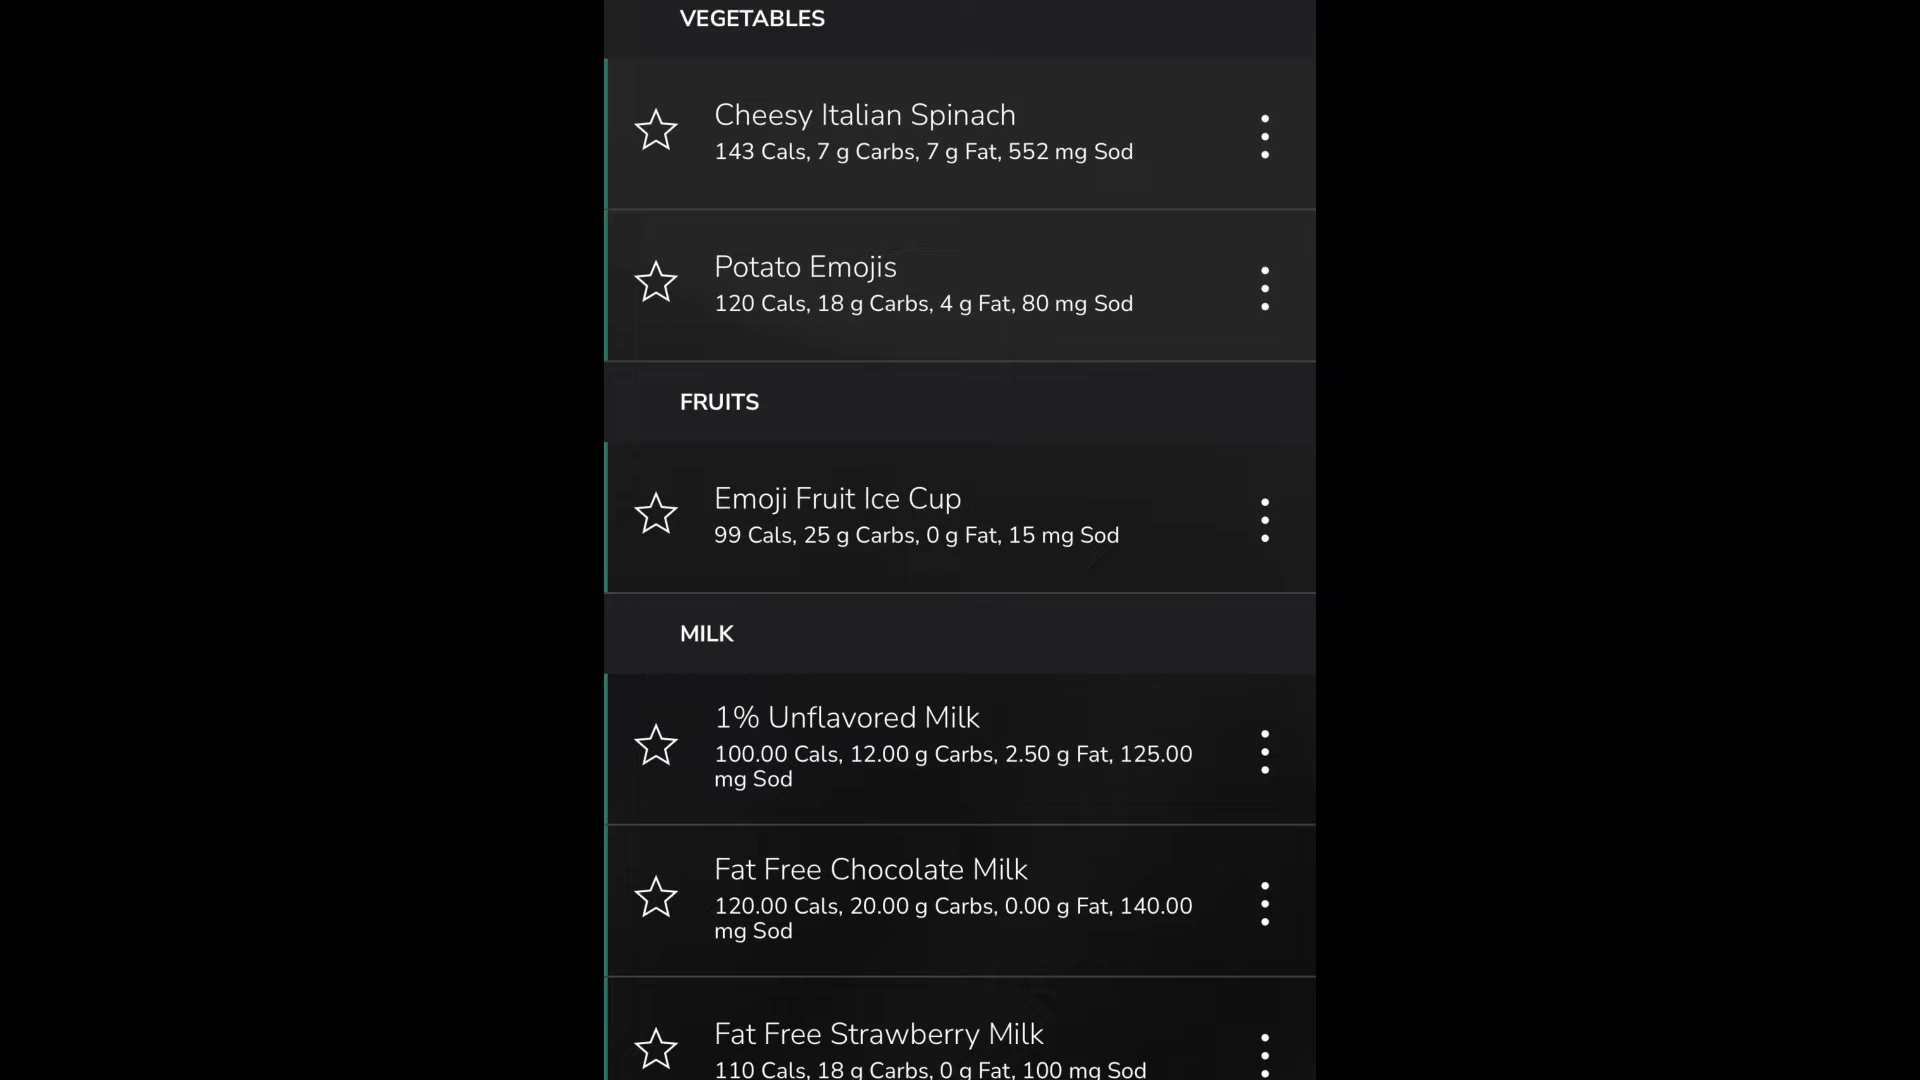 VEGETABLES
Cheesy Italian Spinach
143 Cals, 7 g Carbs, 7 g Fat, 552 mg Sod
Potato Emojis
120 Cals, 18 g Carbs, 4 g Fat, 80 mg Sod
FRUITS
Emoji Fruit Ice Cup
99 Cals, 25 g Carbs, 0 g Fat, 15 mg Sod
MILK
1% Unflavored Milk
100.00 Cals, 12.00 g Carbs, 2.50 g Fat, 125.00
mg Sod
Fat Free Chocolate Milk
120.00 Cals, 20.00 g Carbs, 0.00 g Fat, 140.00
mg Sod
Fat Free Strawberry Milk
110 Cals, 18 g Carbs, 0 g Fat, 100 mg Sod